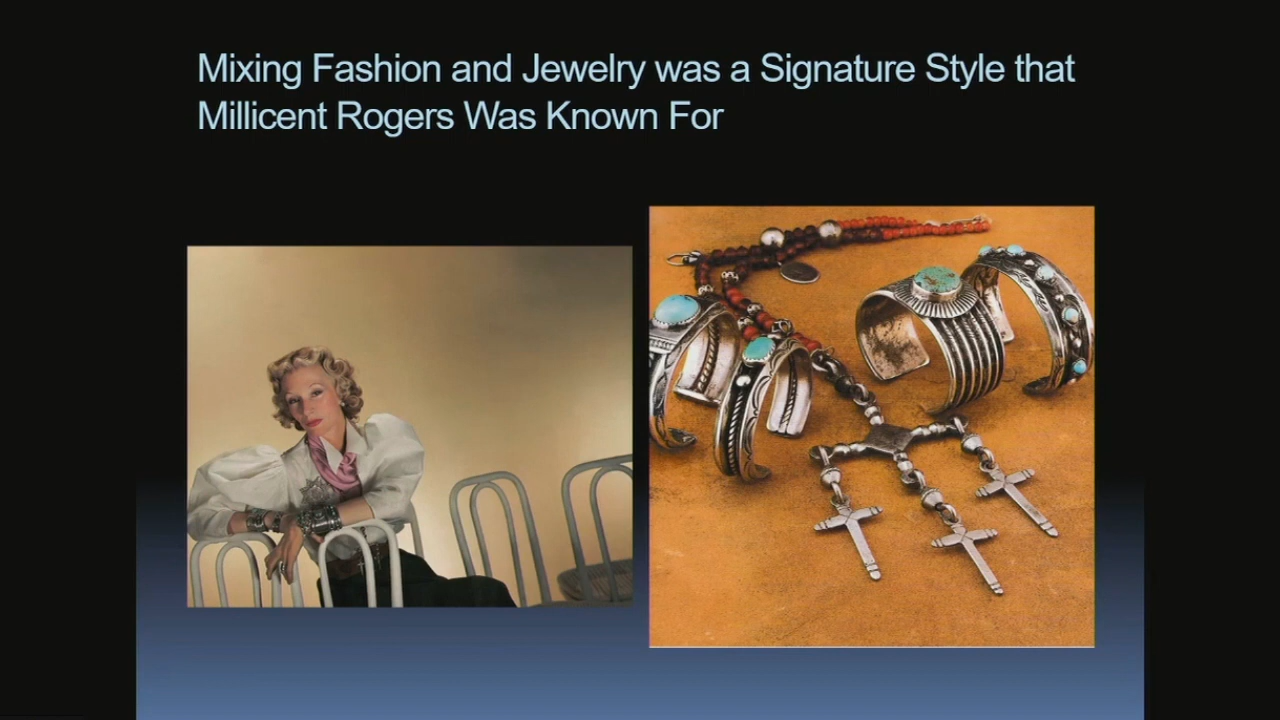 Mixing Fashion and Jewelry was a Signature Style that
Millicent Rogers Was Known For